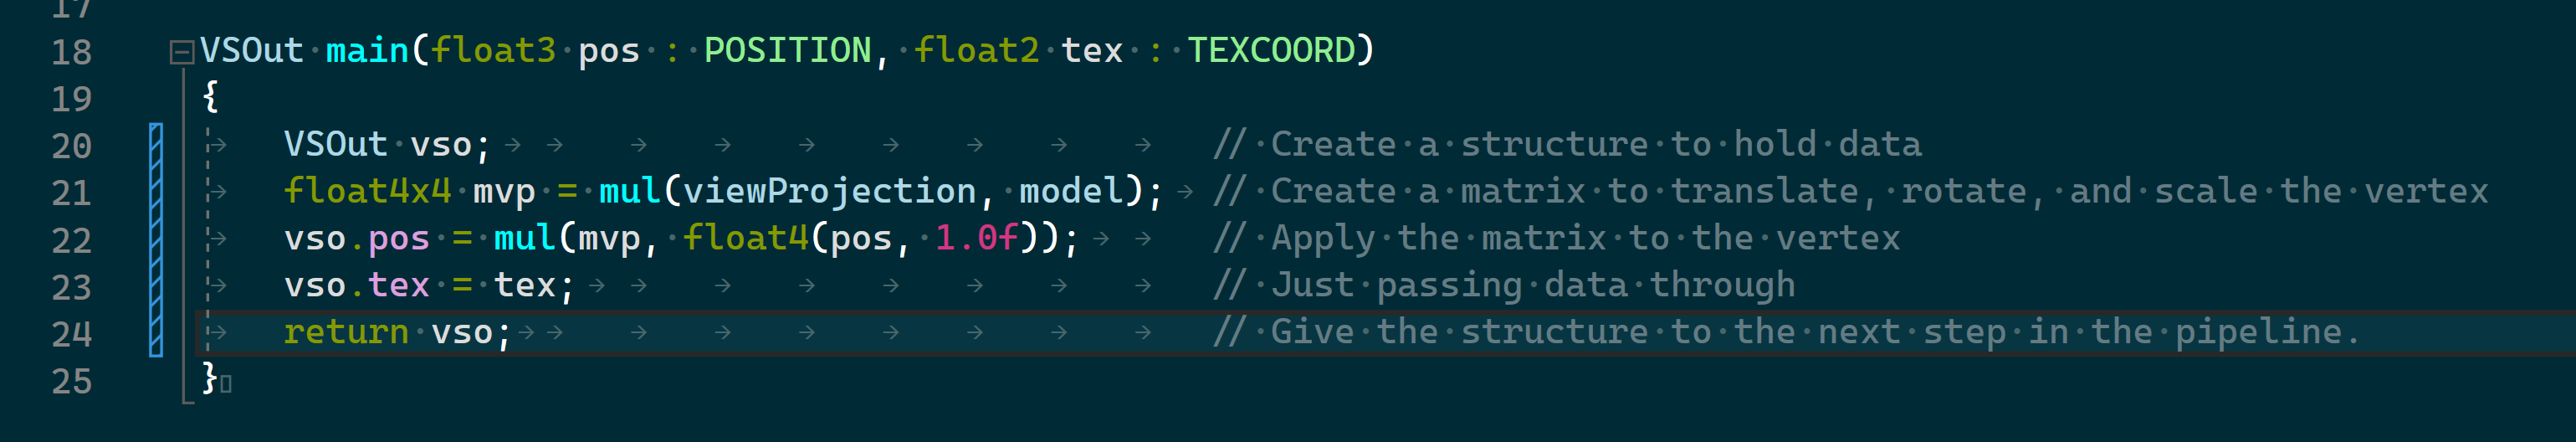 17
18 VSOut main(float3 pos : POSITION, float2 tex : TEXCOORD)
19 {
20 VSOut vso; // Create a structure to hold data
21 float4x4 mvp = mul(viewProjection, model); // Create a matrix to translate, rotate, and scale the vertex
22 vso.pos = mul(mvp, float4(pos, 1.0f)); // Apply the matrix to the vertex
23 vso.tex = tex; // Just passing data through
24 return vso; // Give the structure to the next step in the pipeline.
25 }